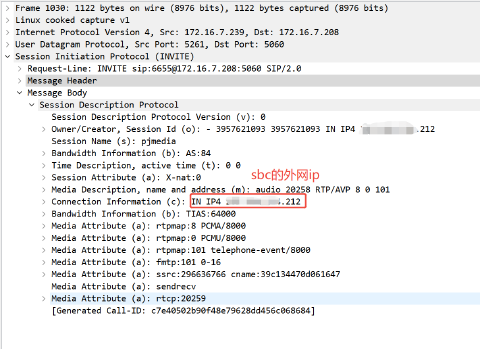 Frame 1030: 1122 bytes on wire (8976 bits), 1122 bytes captured (8976 bits)
Linux cooked capture v1
Internet Protocol Version 4, Src: 172.16.7.239, Dst: 172.16.7.208
User Datagram Protocol, Src Port: 5261, Dst Port: 5060
Session Initiation Protocol (INVITE)
Request-Line: INVITE sip:6655@172.16.7.208:5060 SIP/2.0
Message Header
Message Body
Session Description Protocol
Session Description Protocol Version (v): 0
Owner/Creator, Session Id (o): - 3957621093 3957621093 IN IP4 .212
Session Name (s): pjmedia
Bandwidth Information (b): AS:84
Time Description, active time (t): 0 0
Session Attribute (a): X-nat:0
sbc的外网ip
Media Description, name and address (m): audio 20258 RTP/AVP 8 0 101
Connection Information (c): IN IP4 .212
Bandwidth Information (b): TIAS:64000
Media Attribute (a): rtpmap:8 PCMA/8000
Media Attribute (a): rtpmap:0 PCMU/8000
Media Attribute (a): rtpmap:101 telephone-event/8000
Media Attribute (a): fmtp:101 0-16
Media Attribute (a): ssrc:296636766 cname:39c134470d061647
Media Attribute (a): sendrecv
Media Attribute (a): rtcp:20259
[Generated Call-ID: c7e40502b90f48e79628dd456c068684]